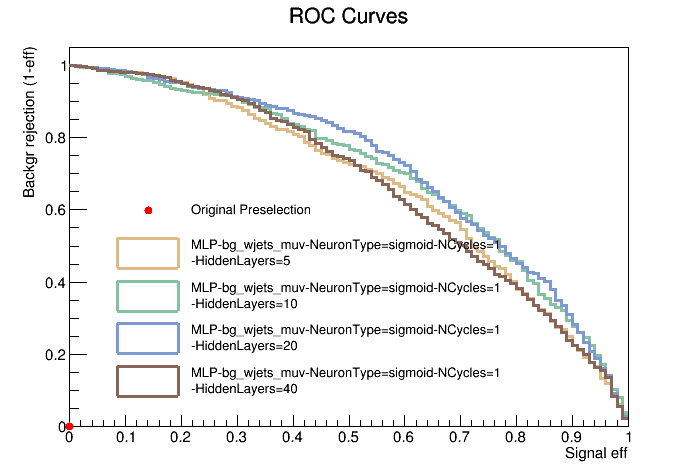 ROC Curves
Backgr rejection (1-eff)
1
0.8
0.6
0.4
0.2
0
Original Preselection
MLP-bg_wjets_muv-NeuronType=sigmoid-NCycles=1
-HiddenLayers=5
MLP-bg_wjets_muv-NeuronType=sigmoid-NCycles=1
-HiddenLayers=10
MLP-bg_wjets_muv-NeuronType=sigmoid-NCycles=1
-HiddenLayers=20
MLP-bg_wjets_muv-NeuronType=sigmoid-NCycles=1
-HiddenLayers=40
0 0.1 0.2 0.3 0.4 0.5 0.6 0.7 0.8 0.9 1
Signal eff